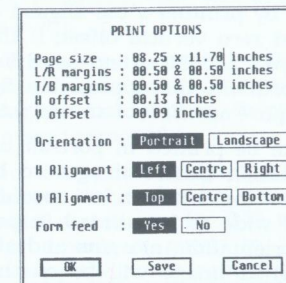 PRINT OPTIONS
Page size : 08.25 x 11.70 inches
L/R margins : 00.50 & 00.50 inches
T/B margins : 00.50 & 00.50 inches
H offset : 00.13 inches
V offset : 00.09 inches
Orientation : Portrait Landscape
H Alignment : Left Centre Right
V Alignment : Top Centre Bottom
Form feed : Yes No
OK Save Cancel